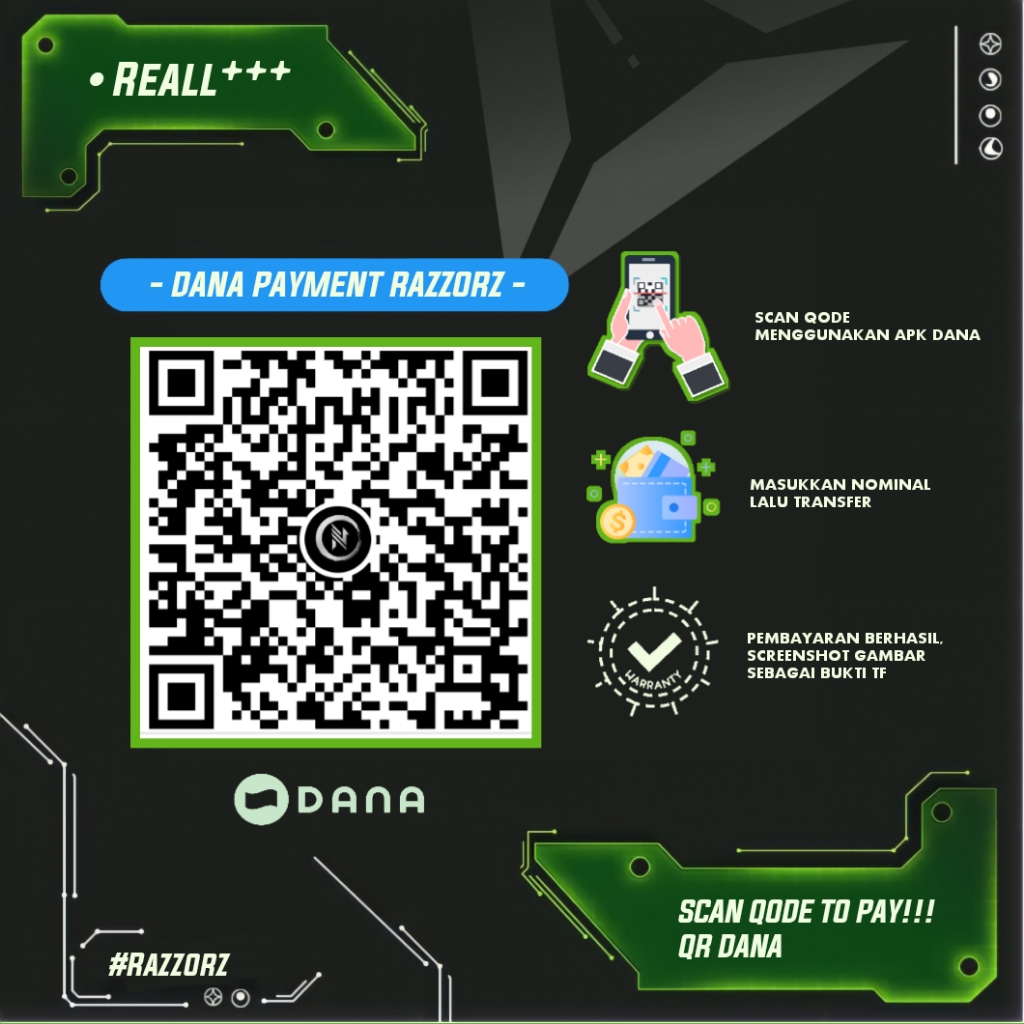 • REALL+++
- DANA PAYMENT RAZZORZ -
SCAN QODE
MENGGUNAKAN APK DANA
MASUKKAN NOMINAL
LALU TRANSFER
WARRANTY
PEMBAYARAN BERHASIL,
SCREENSHOT GAMBAR
SEBAGAI BUKTI TF
DANA
SCAN QODE TO PAY!!!
QR DANA
#RAZZORZ